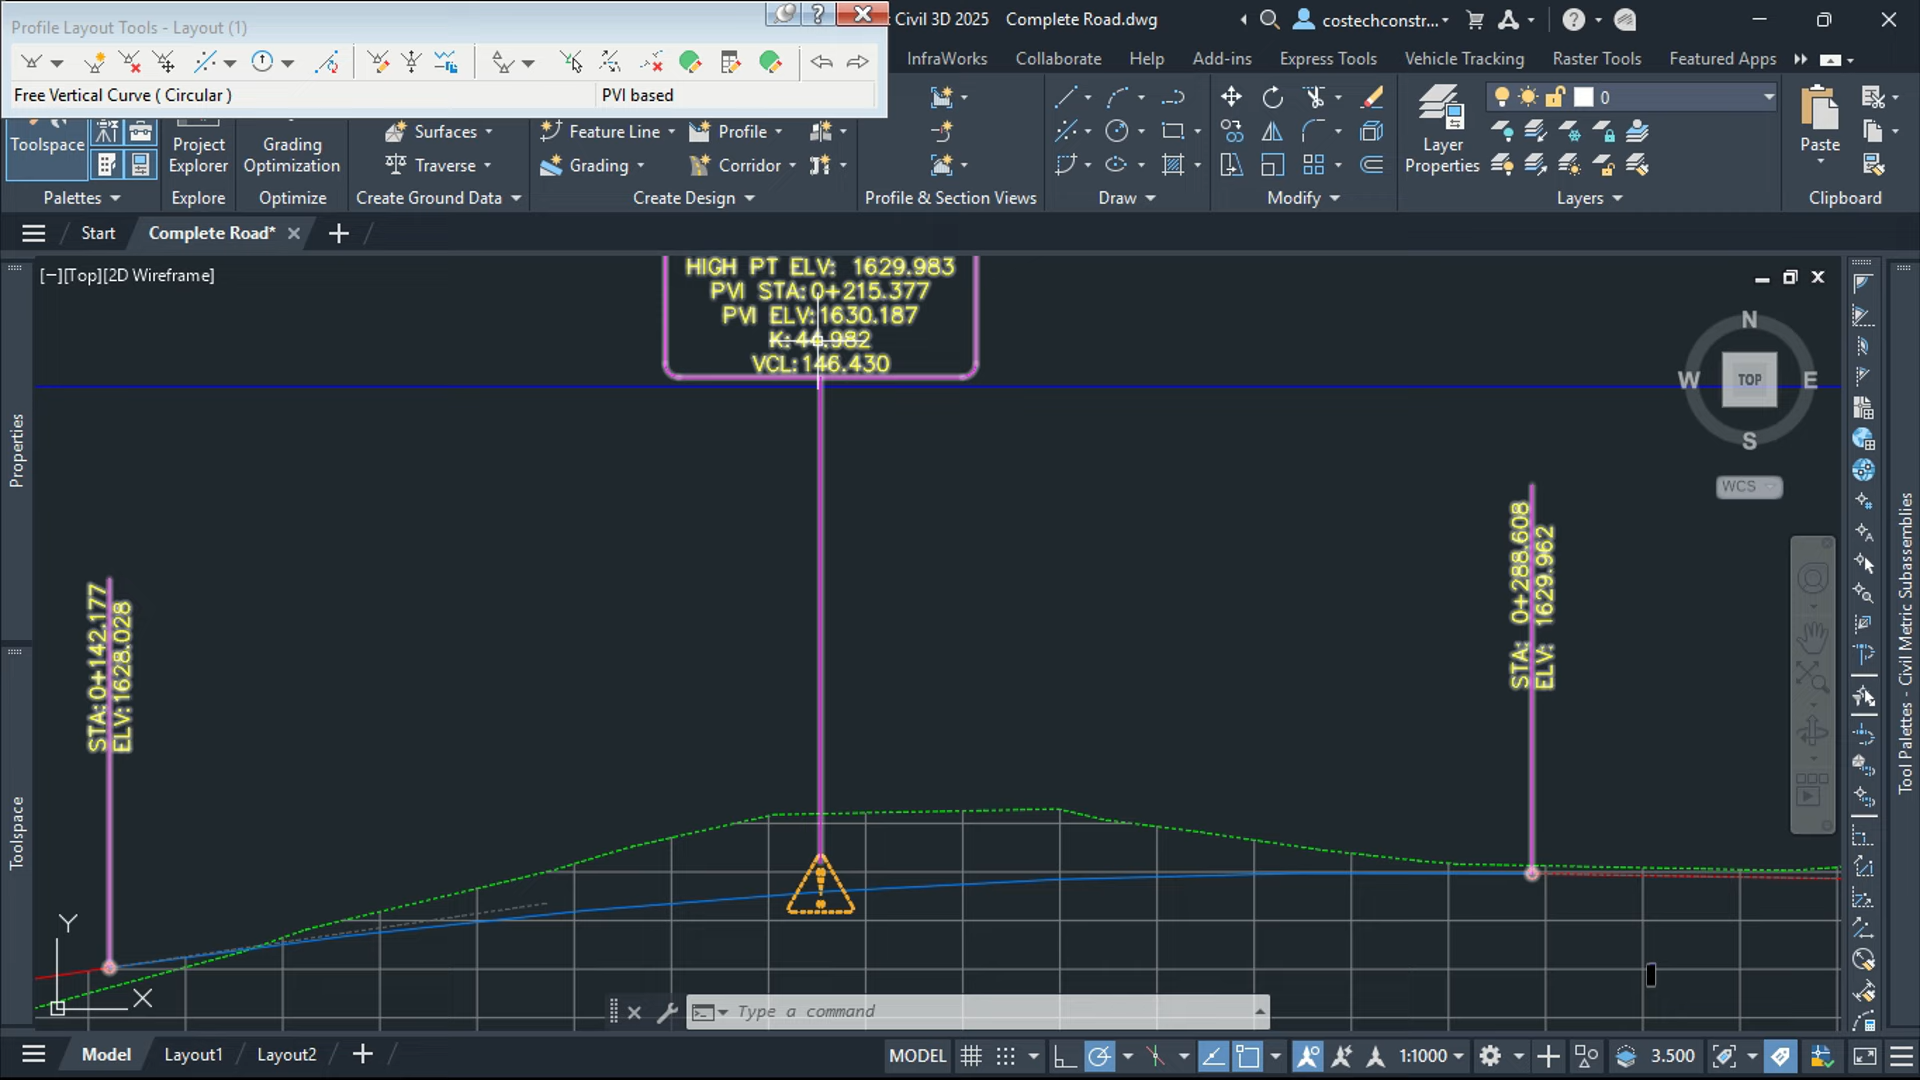 Profile Layout Tools - Layout (1)
Free Vertical Curve ( Circular )
PVI based
Civil 3D 2025
Complete Road.dwg
costechconstr...
InfraWorks
Collaborate
Help
Add-ins
Express Tools
Vehicle Tracking
Raster Tools
Featured Apps
Toolspace
Project Explorer
Grading Optimization
Surfaces
Traverse
Feature Line
Grading
Profile
Corridor
Layer Properties
0
Paste
Palettes
Explore
Optimize
Create Ground Data
Create Design
Profile & Section Views
Draw
Modify
Layers
Clipboard
Start
Complete Road*
[−][Top][2D Wireframe]
HIGH PT ELV: 1629.983
PVI STA:0+215.377
PVI ELV:1630.187
K:44.982
VCL:146.430
N
W
TOP
E
S
WCS
STA:0+142.177
ELV:1628.028
STA: 0+288.608
ELV: 1629.962
Properties
Toolspace
Tool Palettes - Civil Metric Subassemblies
Y
X
Type a command
Model
Layout1
Layout2
MODEL
1:1000
3.500